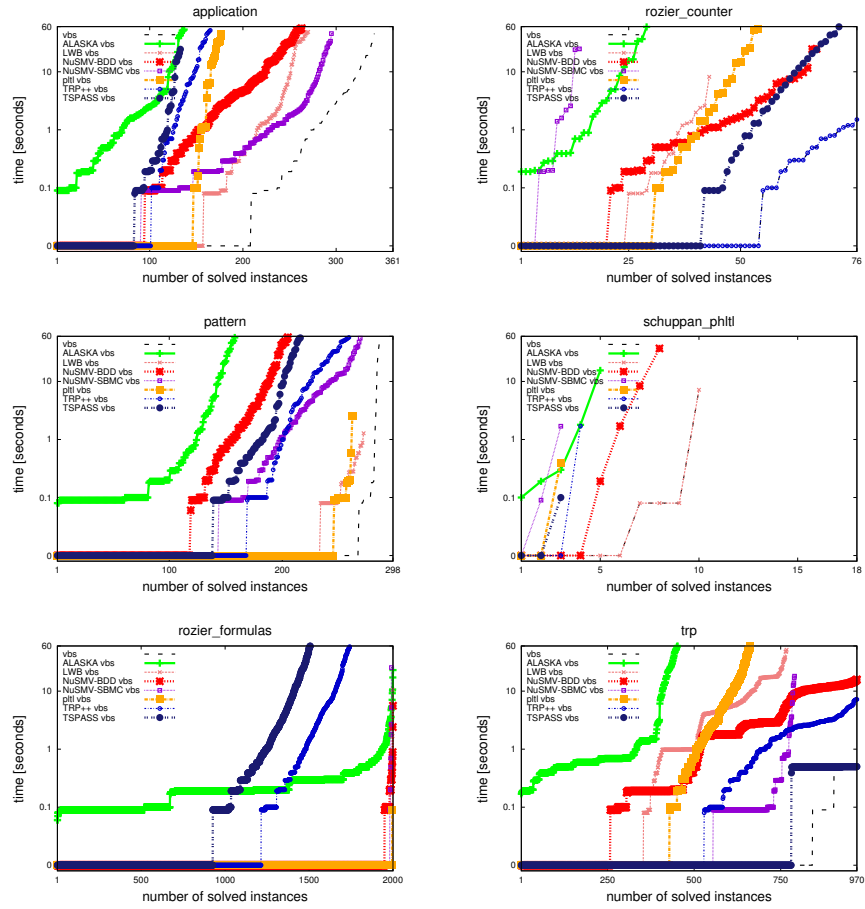 application
time [seconds]
60
10
1
0.1
0
vbs
ALASKA vbs
LWB vbs
NuSMV-BDD vbs
NuSMV-SBMC vbs
pltl vbs
TRP++ vbs
TSPASS vbs
1 100 200 300 361
number of solved instances
rozier_counter
time [seconds]
60
10
1
0.1
0
vbs
ALASKA vbs
LWB vbs
NuSMV-BDD vbs
NuSMV-SBMC vbs
pltl vbs
TRP++ vbs
TSPASS vbs
1 25 50 76
number of solved instances
pattern
time [seconds]
60
10
1
0.1
0
vbs
ALASKA vbs
LWB vbs
NuSMV-BDD vbs
NuSMV-SBMC vbs
pltl vbs
TRP++ vbs
TSPASS vbs
1 100 200 298
number of solved instances
schuppan_phltl
time [seconds]
60
10
1
0.1
0
vbs
ALASKA vbs
LWB vbs
NuSMV-BDD vbs
NuSMV-SBMC vbs
pltl vbs
TRP++ vbs
TSPASS vbs
1 5 10 15 18
number of solved instances
rozier_formulas
time [seconds]
60
10
1
0.1
0
vbs
ALASKA vbs
LWB vbs
NuSMV-BDD vbs
NuSMV-SBMC vbs
pltl vbs
TRP++ vbs
TSPASS vbs
1 500 1000 1500 2000
number of solved instances
trp
time [seconds]
60
10
1
0.1
0
vbs
ALASKA vbs
LWB vbs
NuSMV-BDD vbs
NuSMV-SBMC vbs
pltl vbs
TRP++ vbs
TSPASS vbs
1 250 500 750 970
number of solved instances